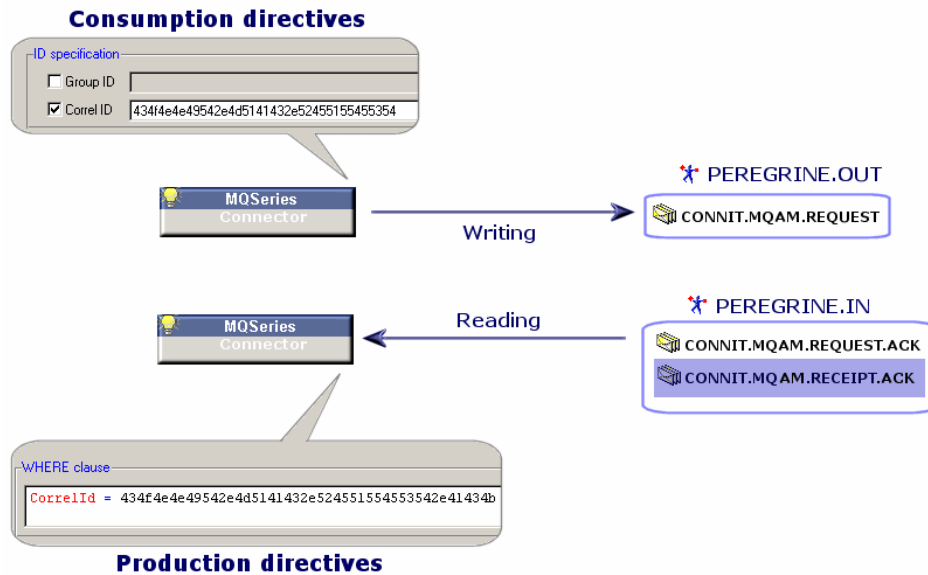 Consumption directives
ID specification
Group ID
Correl ID 434f4e4e49542e4d5141432e52455155455354
MQSeries
Connector
Writing
PEREGRINE.OUT
CONNIT.MQAM.REQUEST
MQSeries
Connector
Reading
PEREGRINE.IN
CONNIT.MQAM.REQUEST.ACK
CONNIT.MQAM.RECEIPT.ACK
WHERE clause
CorrelId = 434f4e4e49542e4d5141432e524551554553542e41434b
Production directives